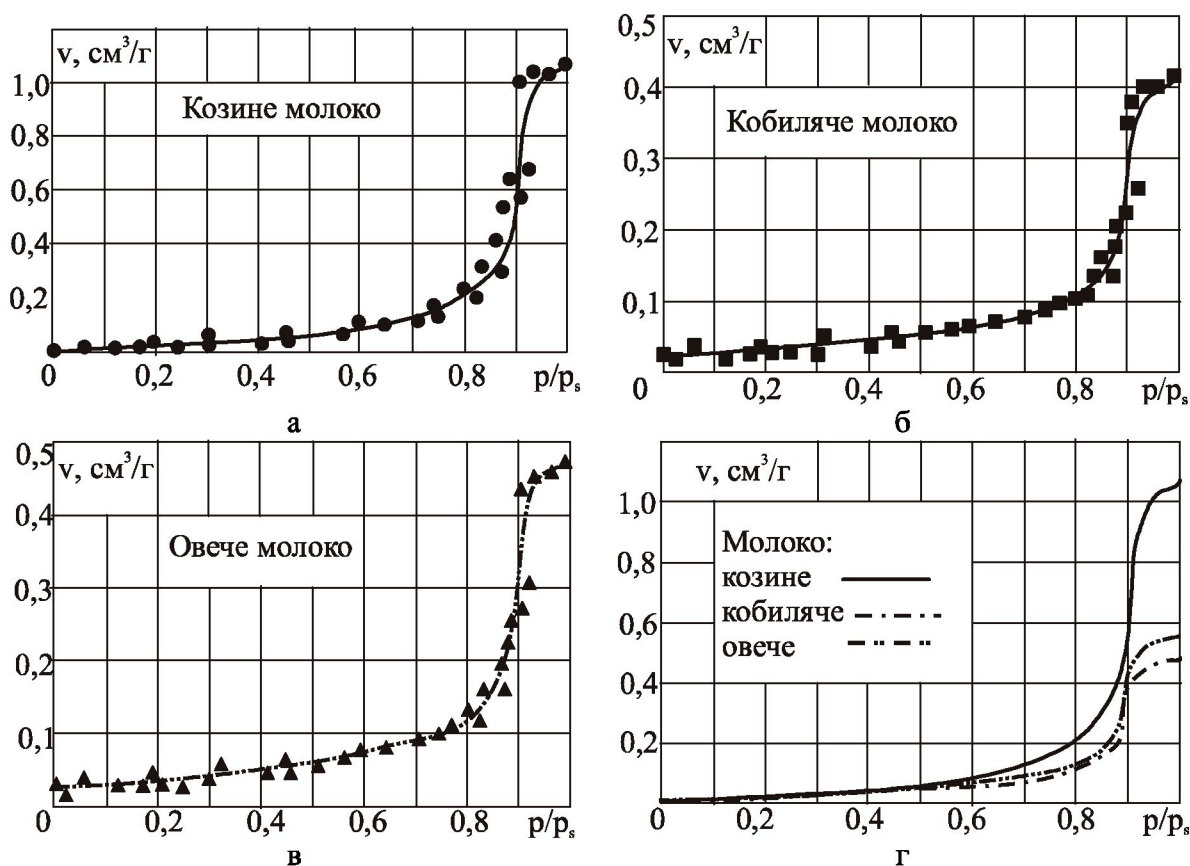 v, см³/г
Козине молоко
1,0
0,8
0,6
0,4
0,2
0 0,2 0,4 0,6 0,8 p/pₛ
а
0,5
v, см³/г
Кобиляче молоко
0,4
0,3
0,2
0,1
0 0,2 0,4 0,6 0,8 p/pₛ
б
0,5
v, см³/г
Овече молоко
0,4
0,3
0,2
0,1
0 0,2 0,4 0,6 0,8 p/pₛ
в
v, см³/г
1,0
0,8
0,6
0,4
0,2
Молоко:
козине
кобиляче
овече
0 0,2 0,4 0,6 0,8 p/pₛ
г